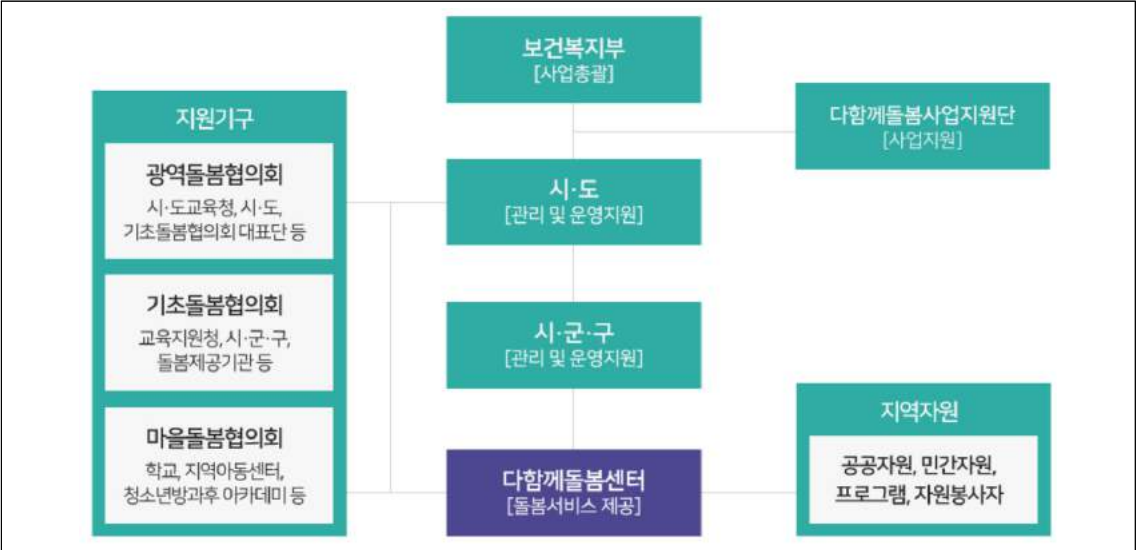 보건복지부
[사업총괄]
다함께돌봄사업지원단
[사업지원]
지원기구
광역돌봄협의회
시·도교육청, 시·도,
기초돌봄협의회 대표단 등
기초돌봄협의회
교육지원청, 시·군·구,
돌봄제공기관 등
마을돌봄협의회
학교, 지역아동센터,
청소년방과후 아카데미 등
시·도
[관리 및 운영지원]
시·군·구
[관리 및 운영지원]
다함께돌봄센터
[돌봄서비스 제공]
지역자원
공공자원, 민간자원,
프로그램, 자원봉사자